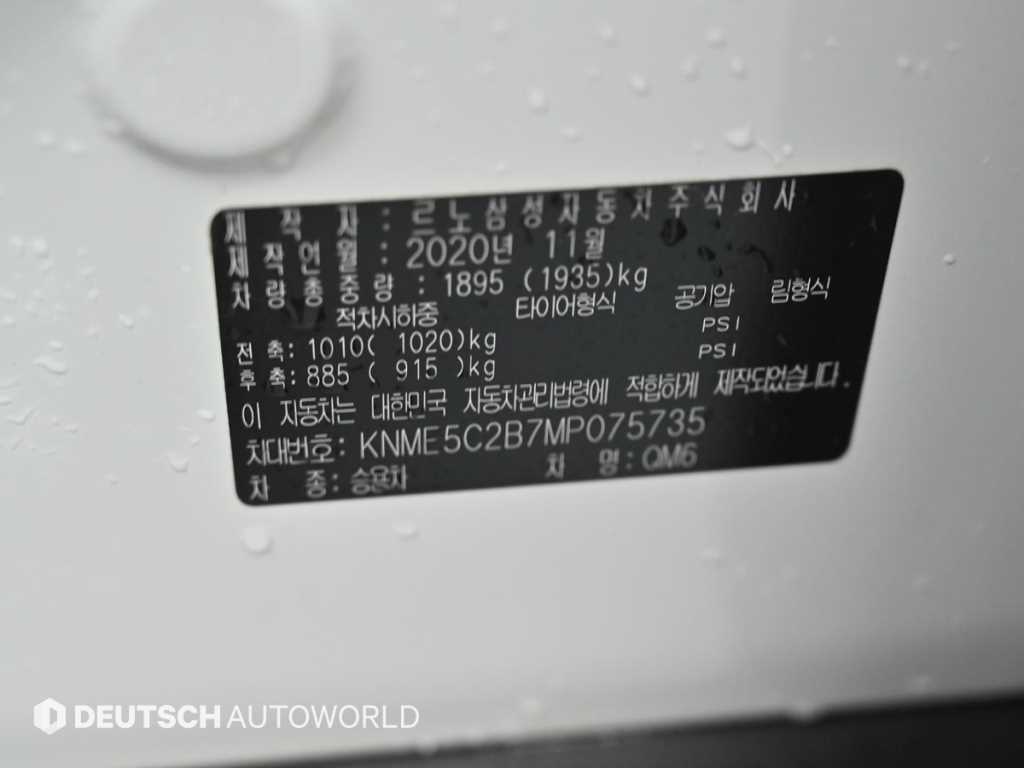 제 작 자 : 르노삼성자동차주식회사
제작연월 : 2020년 11월
차량총중량 : 1895 (1935)kg
적차시하중 타이어형식 공기압 림형식
전 축: 1010( 1020)kg PSI
후 축: 885 ( 915 )kg PSI
이 자동차는 대한민국 자동차관리법령에 적합하게 제작되었습니다.
차대번호: KNME5C2B7MP075735
차 종: 승용차 차 명: QM6
DEUTSCH AUTOWORLD